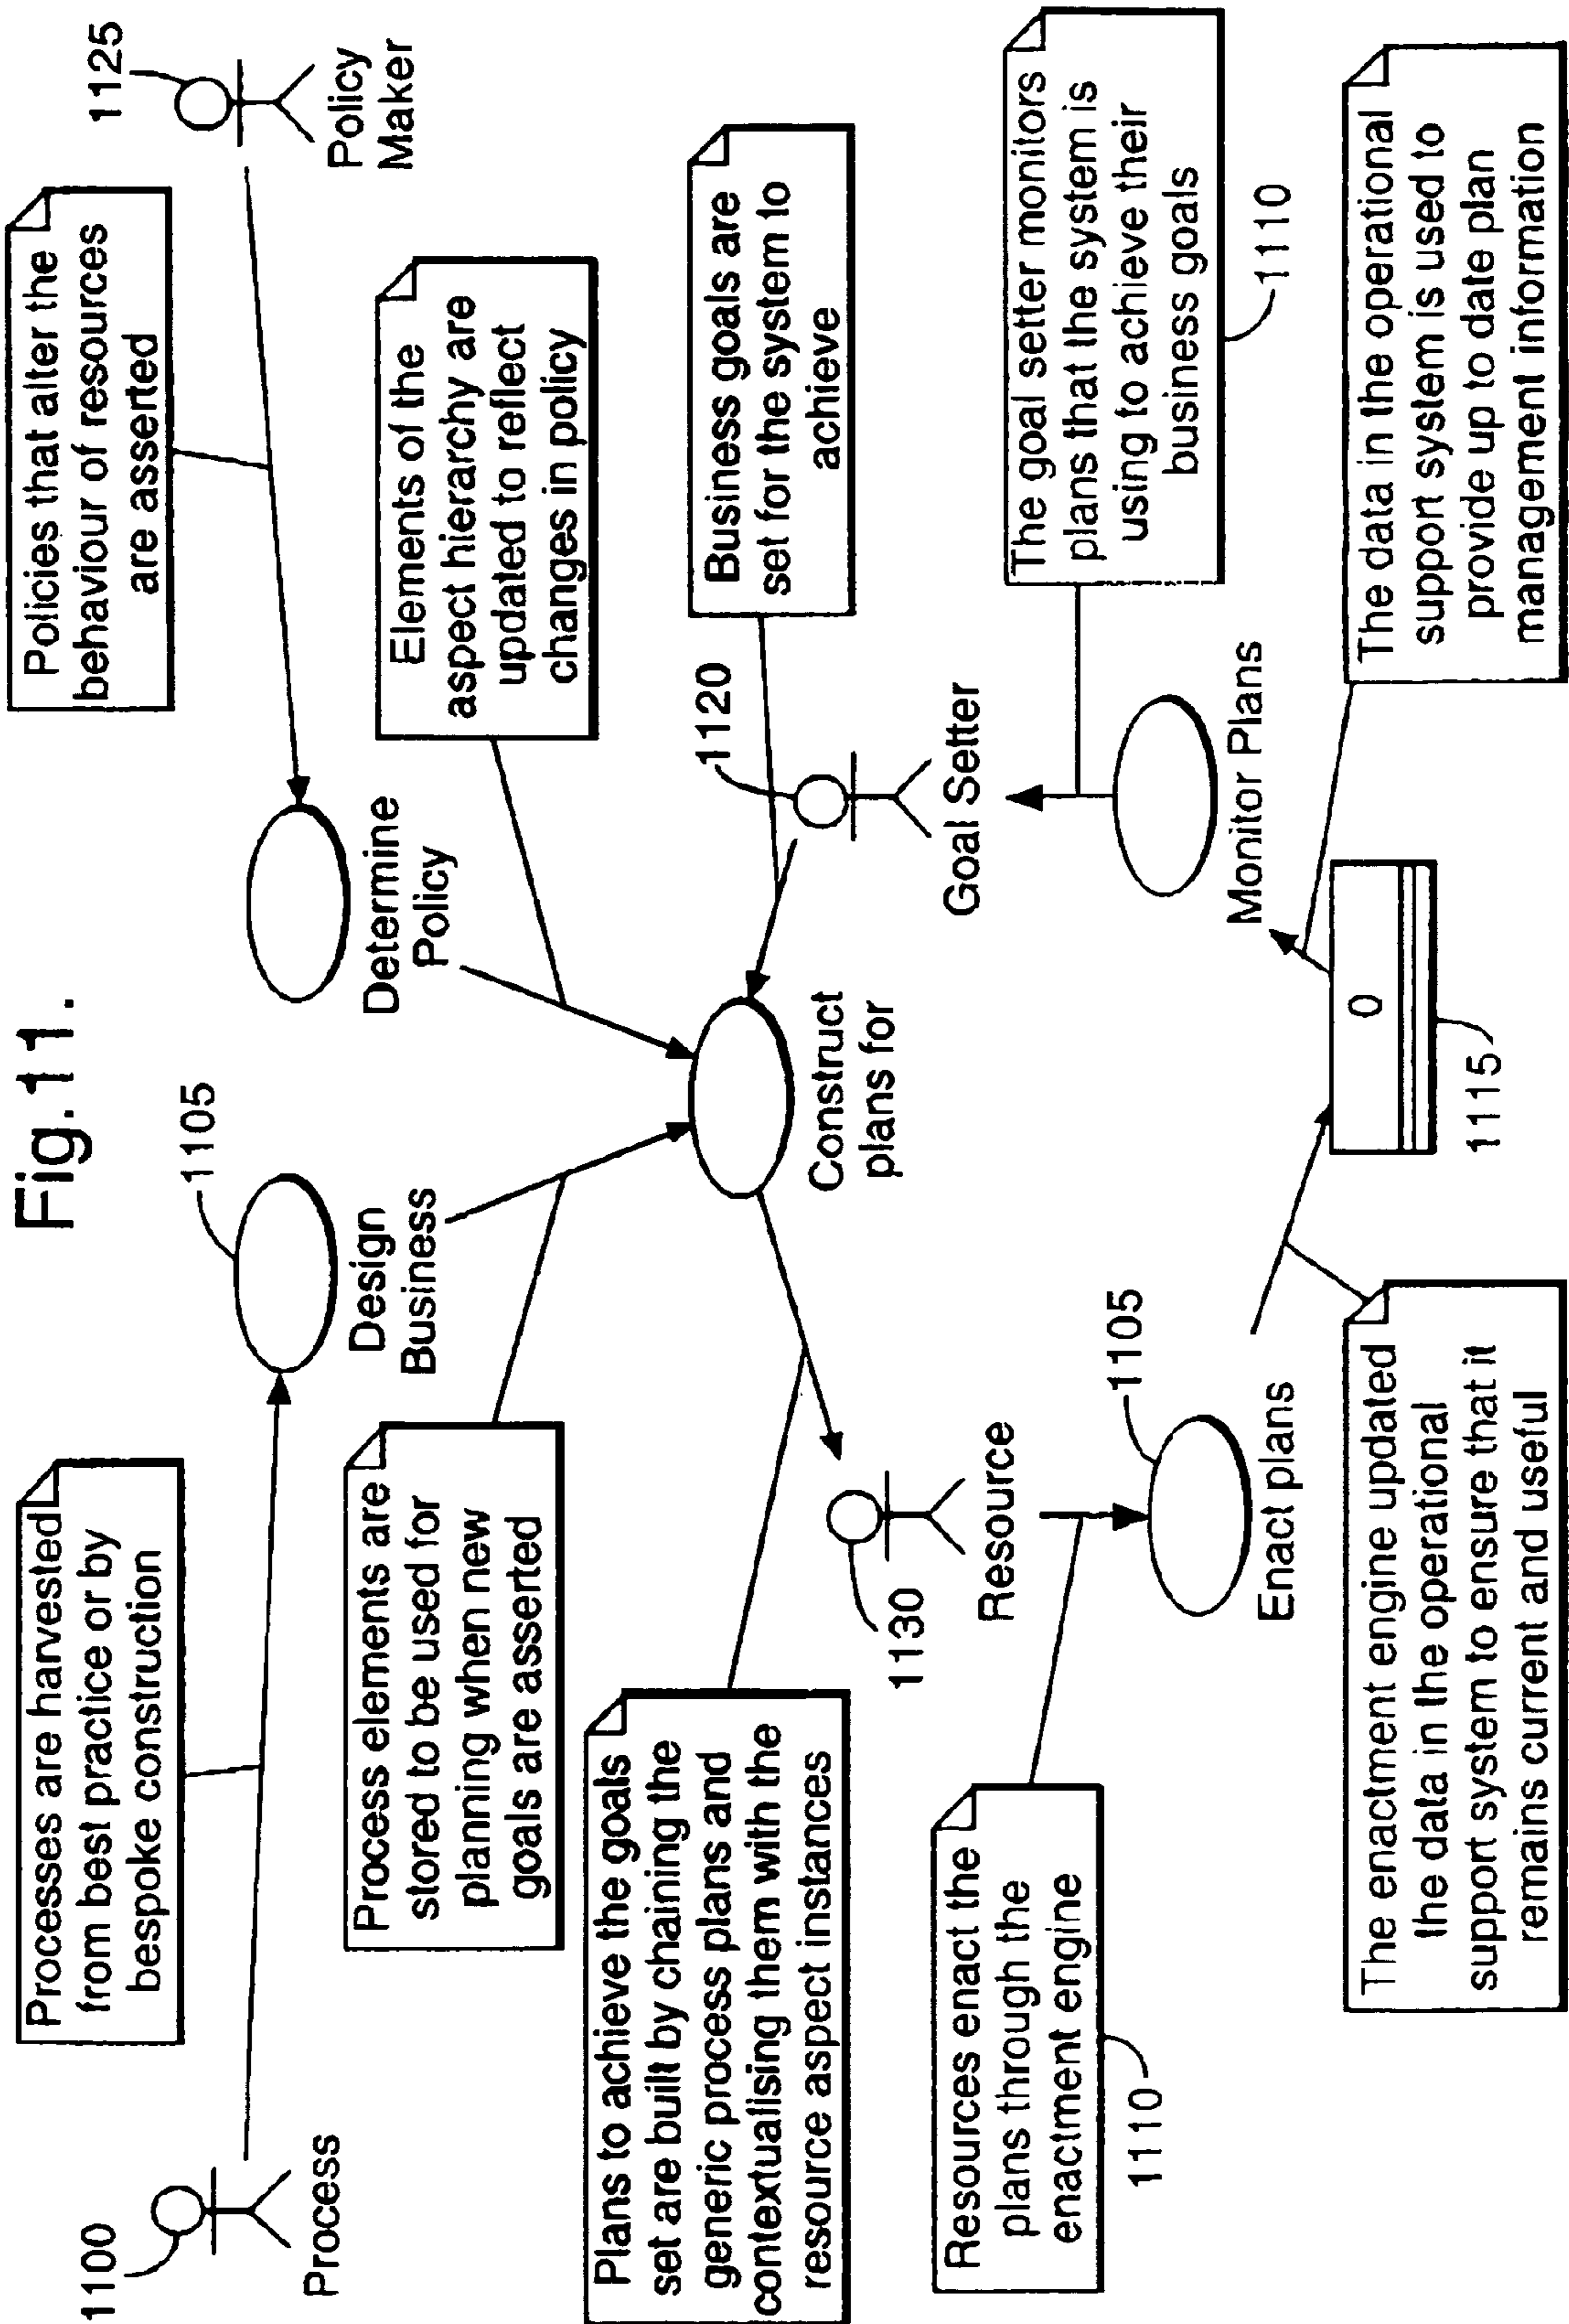 Fig.11.
1100
Process
Processes are harvested
from best practice or by
bespoke construction
1105
Design
Business
Policies that alter the
behaviour of resources
are asserted
1125
Policy
Maker
Determine
Policy
Process elements are
stored to be used for
planning when new
goals are asserted
Elements of the
aspect hierarchy are
updated to reflect
changes in policy
Plans to achieve the goals
set are built by chaining the
generic process plans and
contextualising them with the
resource aspect instances
Construct
plans for
Business goals are
set for the system to
achieve
1120
Goal Setter
1130
Resource
Resources enact the
plans through the
enactment engine
1110
1105
Enact plans
The goal setter monitors
plans that the system is
using to achieve their
business goals
1110
Monitor Plans
0
1115
The enactment engine updated
the data in the operational
support system to ensure that it
remains current and useful
The data in the operational
support system is used to
provide up to date plan
management information